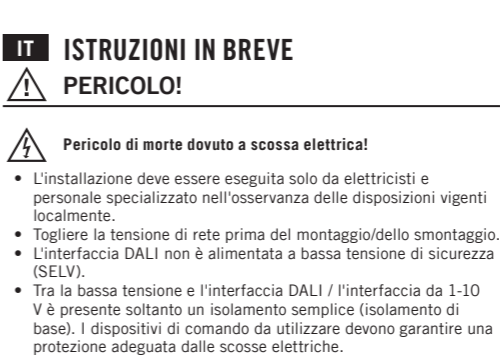 IT ISTRUZIONI IN BREVE
PERICOLO!
Pericolo di morte dovuto a scossa elettrica!
• L'installazione deve essere eseguita solo da elettricisti e
personale specializzato nell'osservanza delle disposizioni vigenti
localmente.
• Togliere la tensione di rete prima del montaggio/dello smontaggio.
• L'interfaccia DALI non è alimentata a bassa tensione di sicurezza
(SELV).
• Tra la bassa tensione e l'interfaccia DALI / l'interfaccia da 1-10
V è presente soltanto un isolamento semplice (isolamento di
base). I dispositivi di comando da utilizzare devono garantire una
protezione adeguata dalle scosse elettriche.